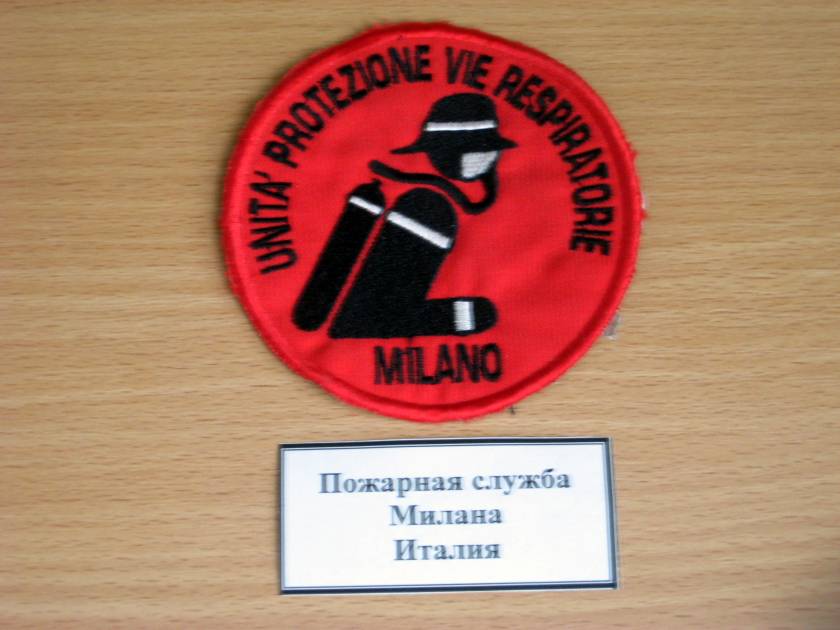 UNITA' PROTEZIONE VIE RESPIRATORIE
MILANO
Пожарная служба
Милана
Италия